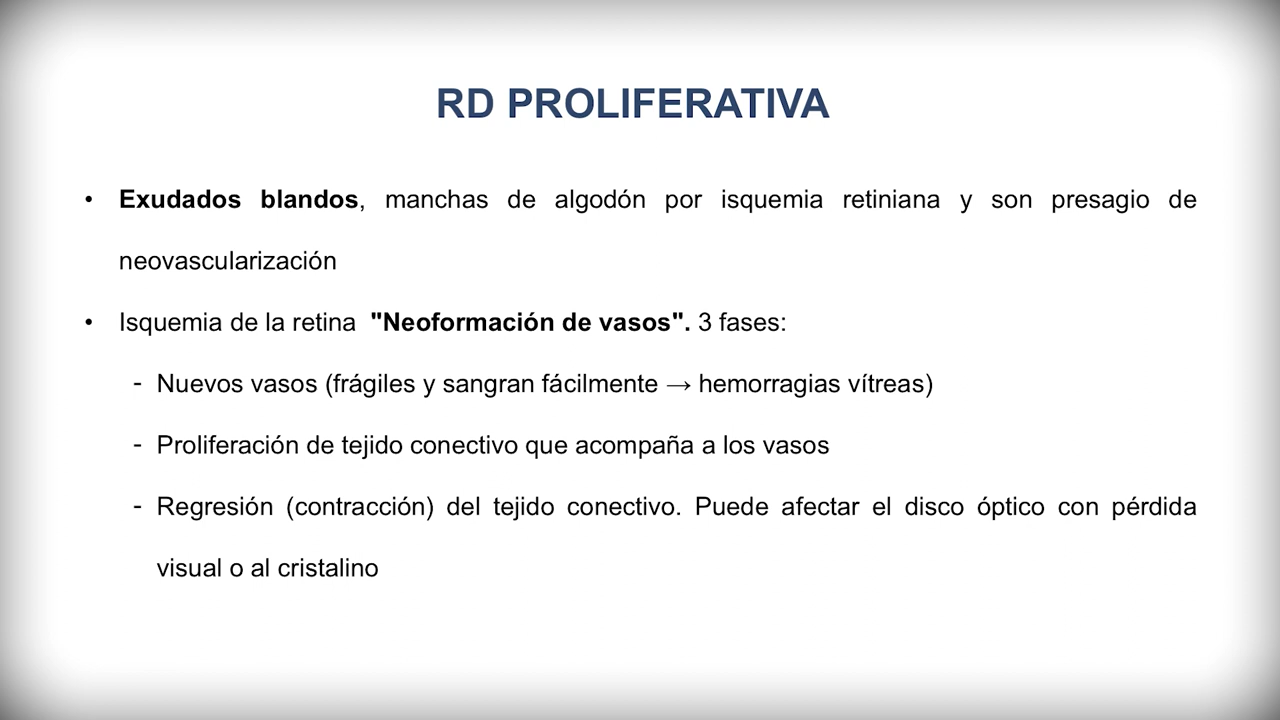 RD PROLIFERATIVA
• Exudados blandos, manchas de algodón por isquemia retiniana y son presagio de
neovascularización
• Isquemia de la retina "Neoformación de vasos". 3 fases:
- Nuevos vasos (frágiles y sangran fácilmente → hemorragias vítreas)
- Proliferación de tejido conectivo que acompaña a los vasos
- Regresión (contracción) del tejido conectivo. Puede afectar el disco óptico con pérdida
visual o al cristalino